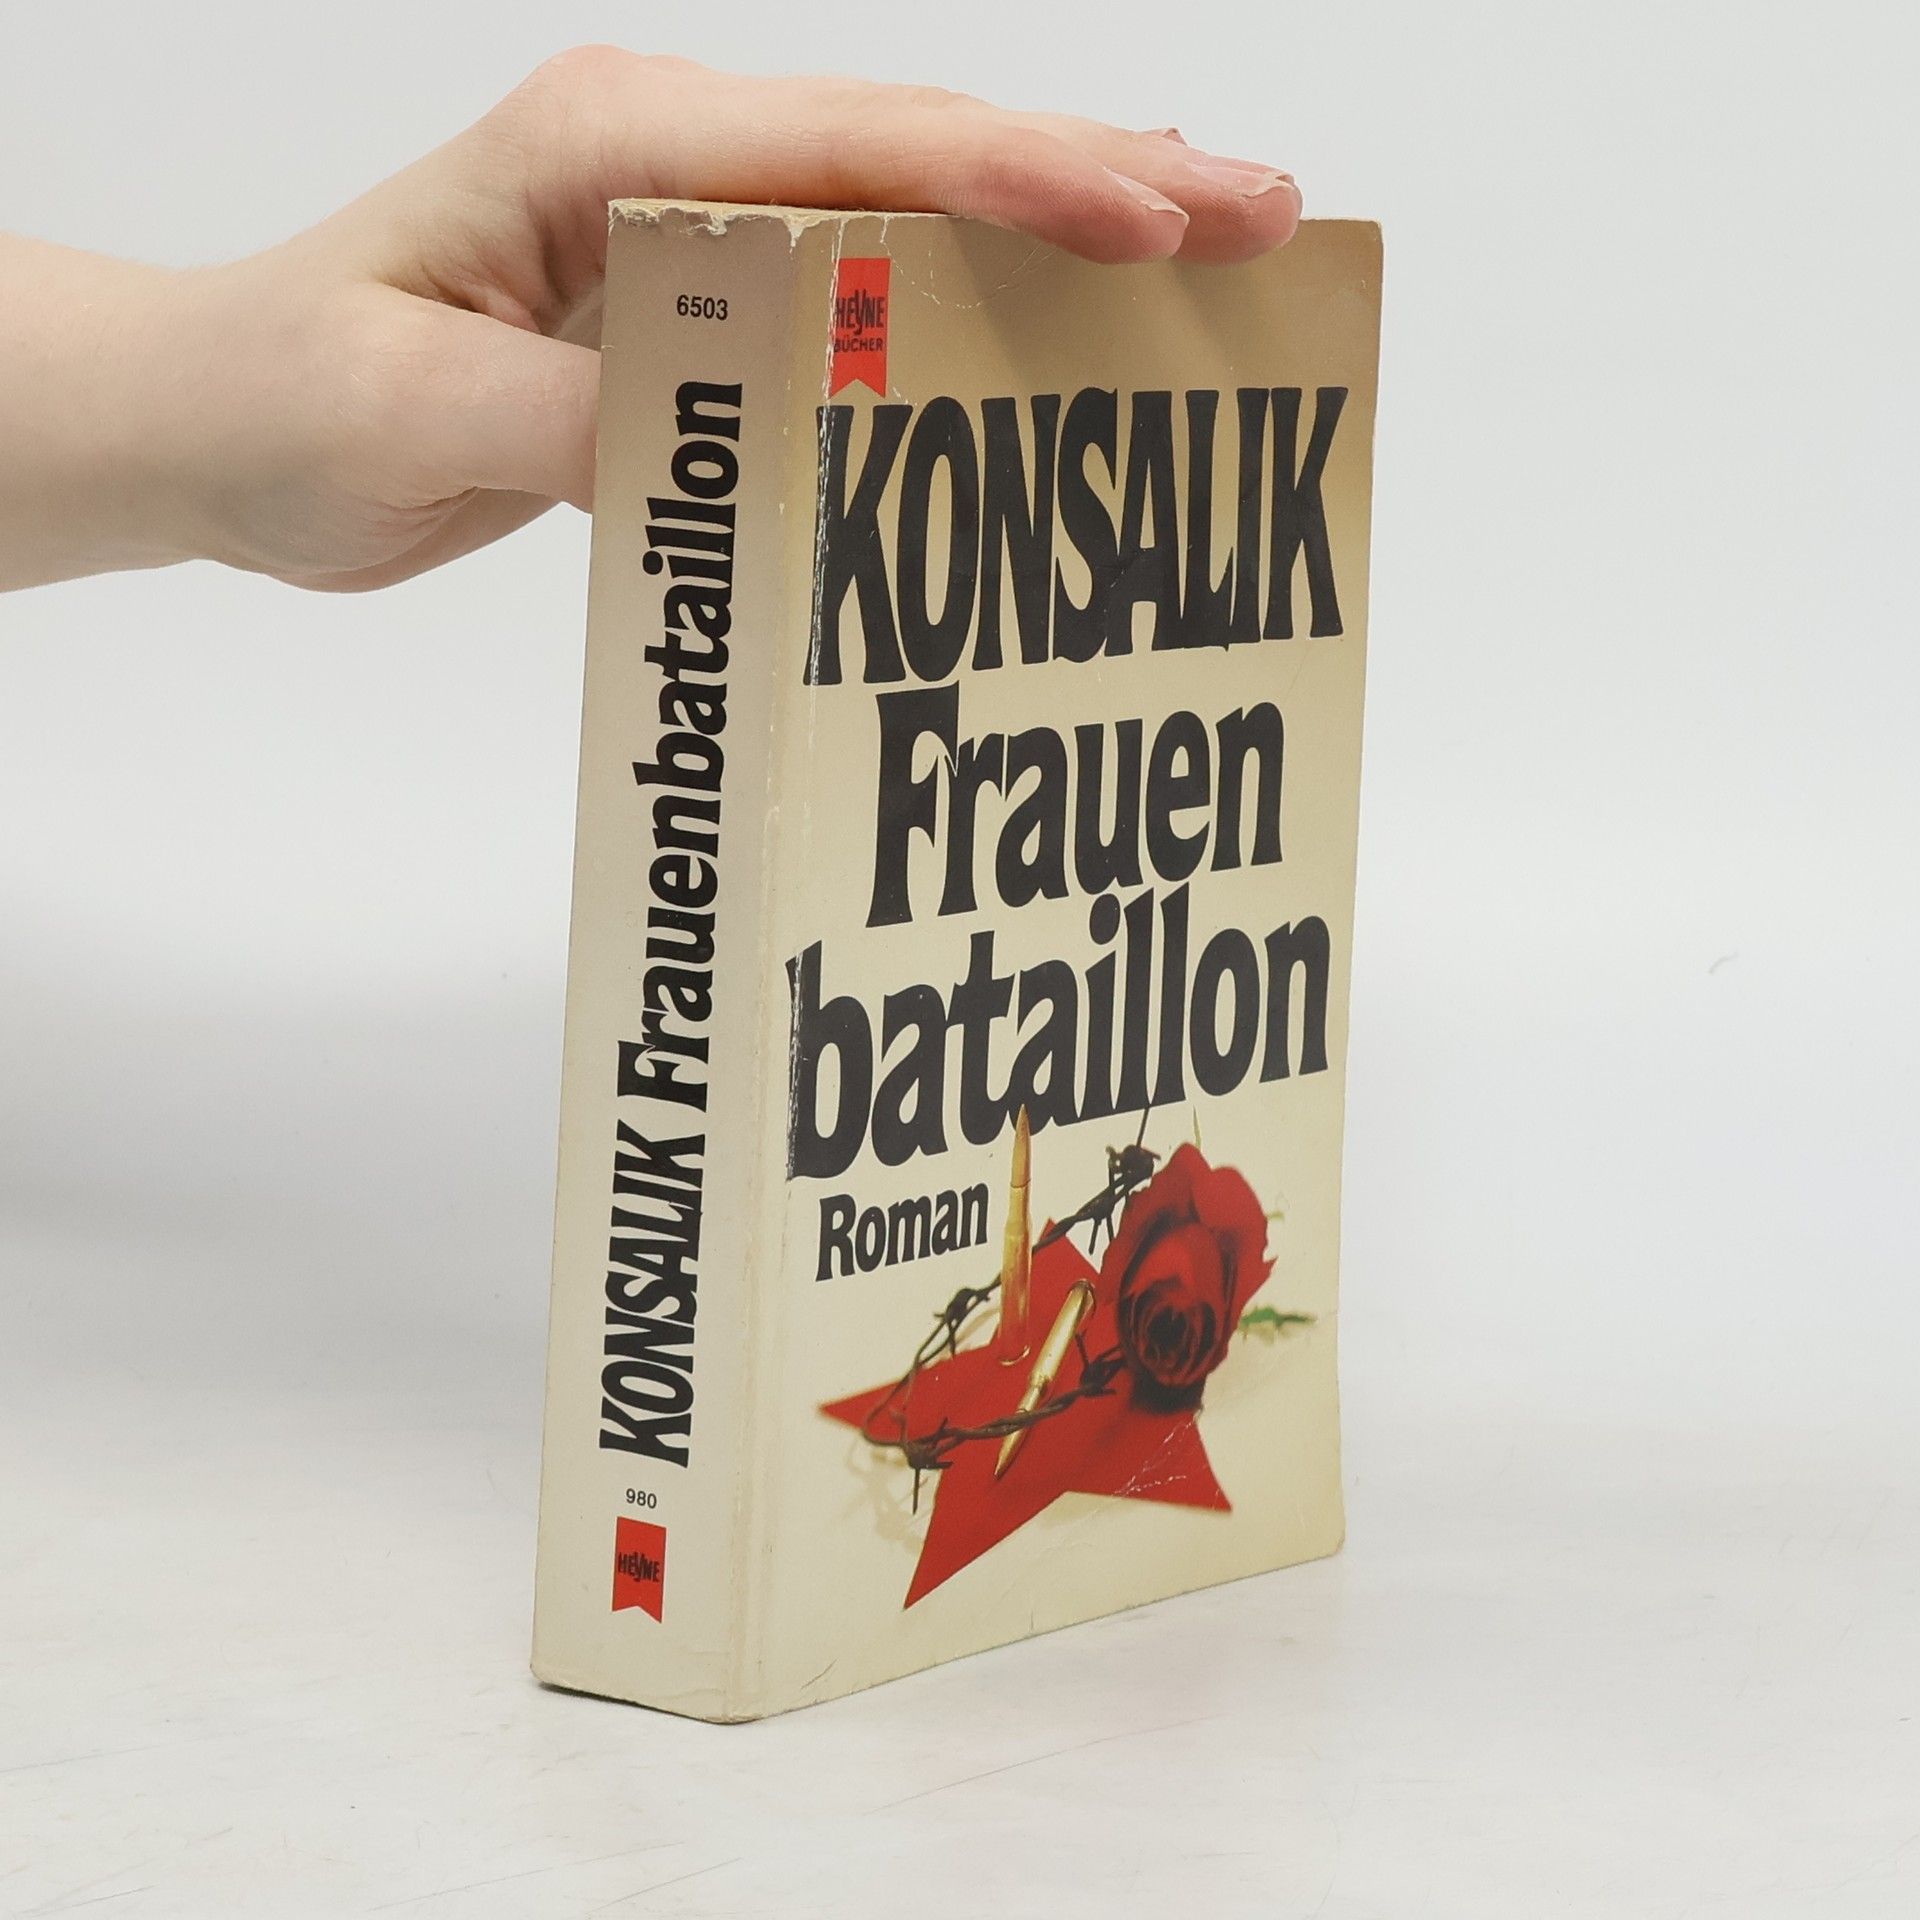 6503
KONSALIK Frauenbataillon
980
HEYNE
HEYNE
BÜCHER
KONSALIK
Frauen
bataillon
Roman